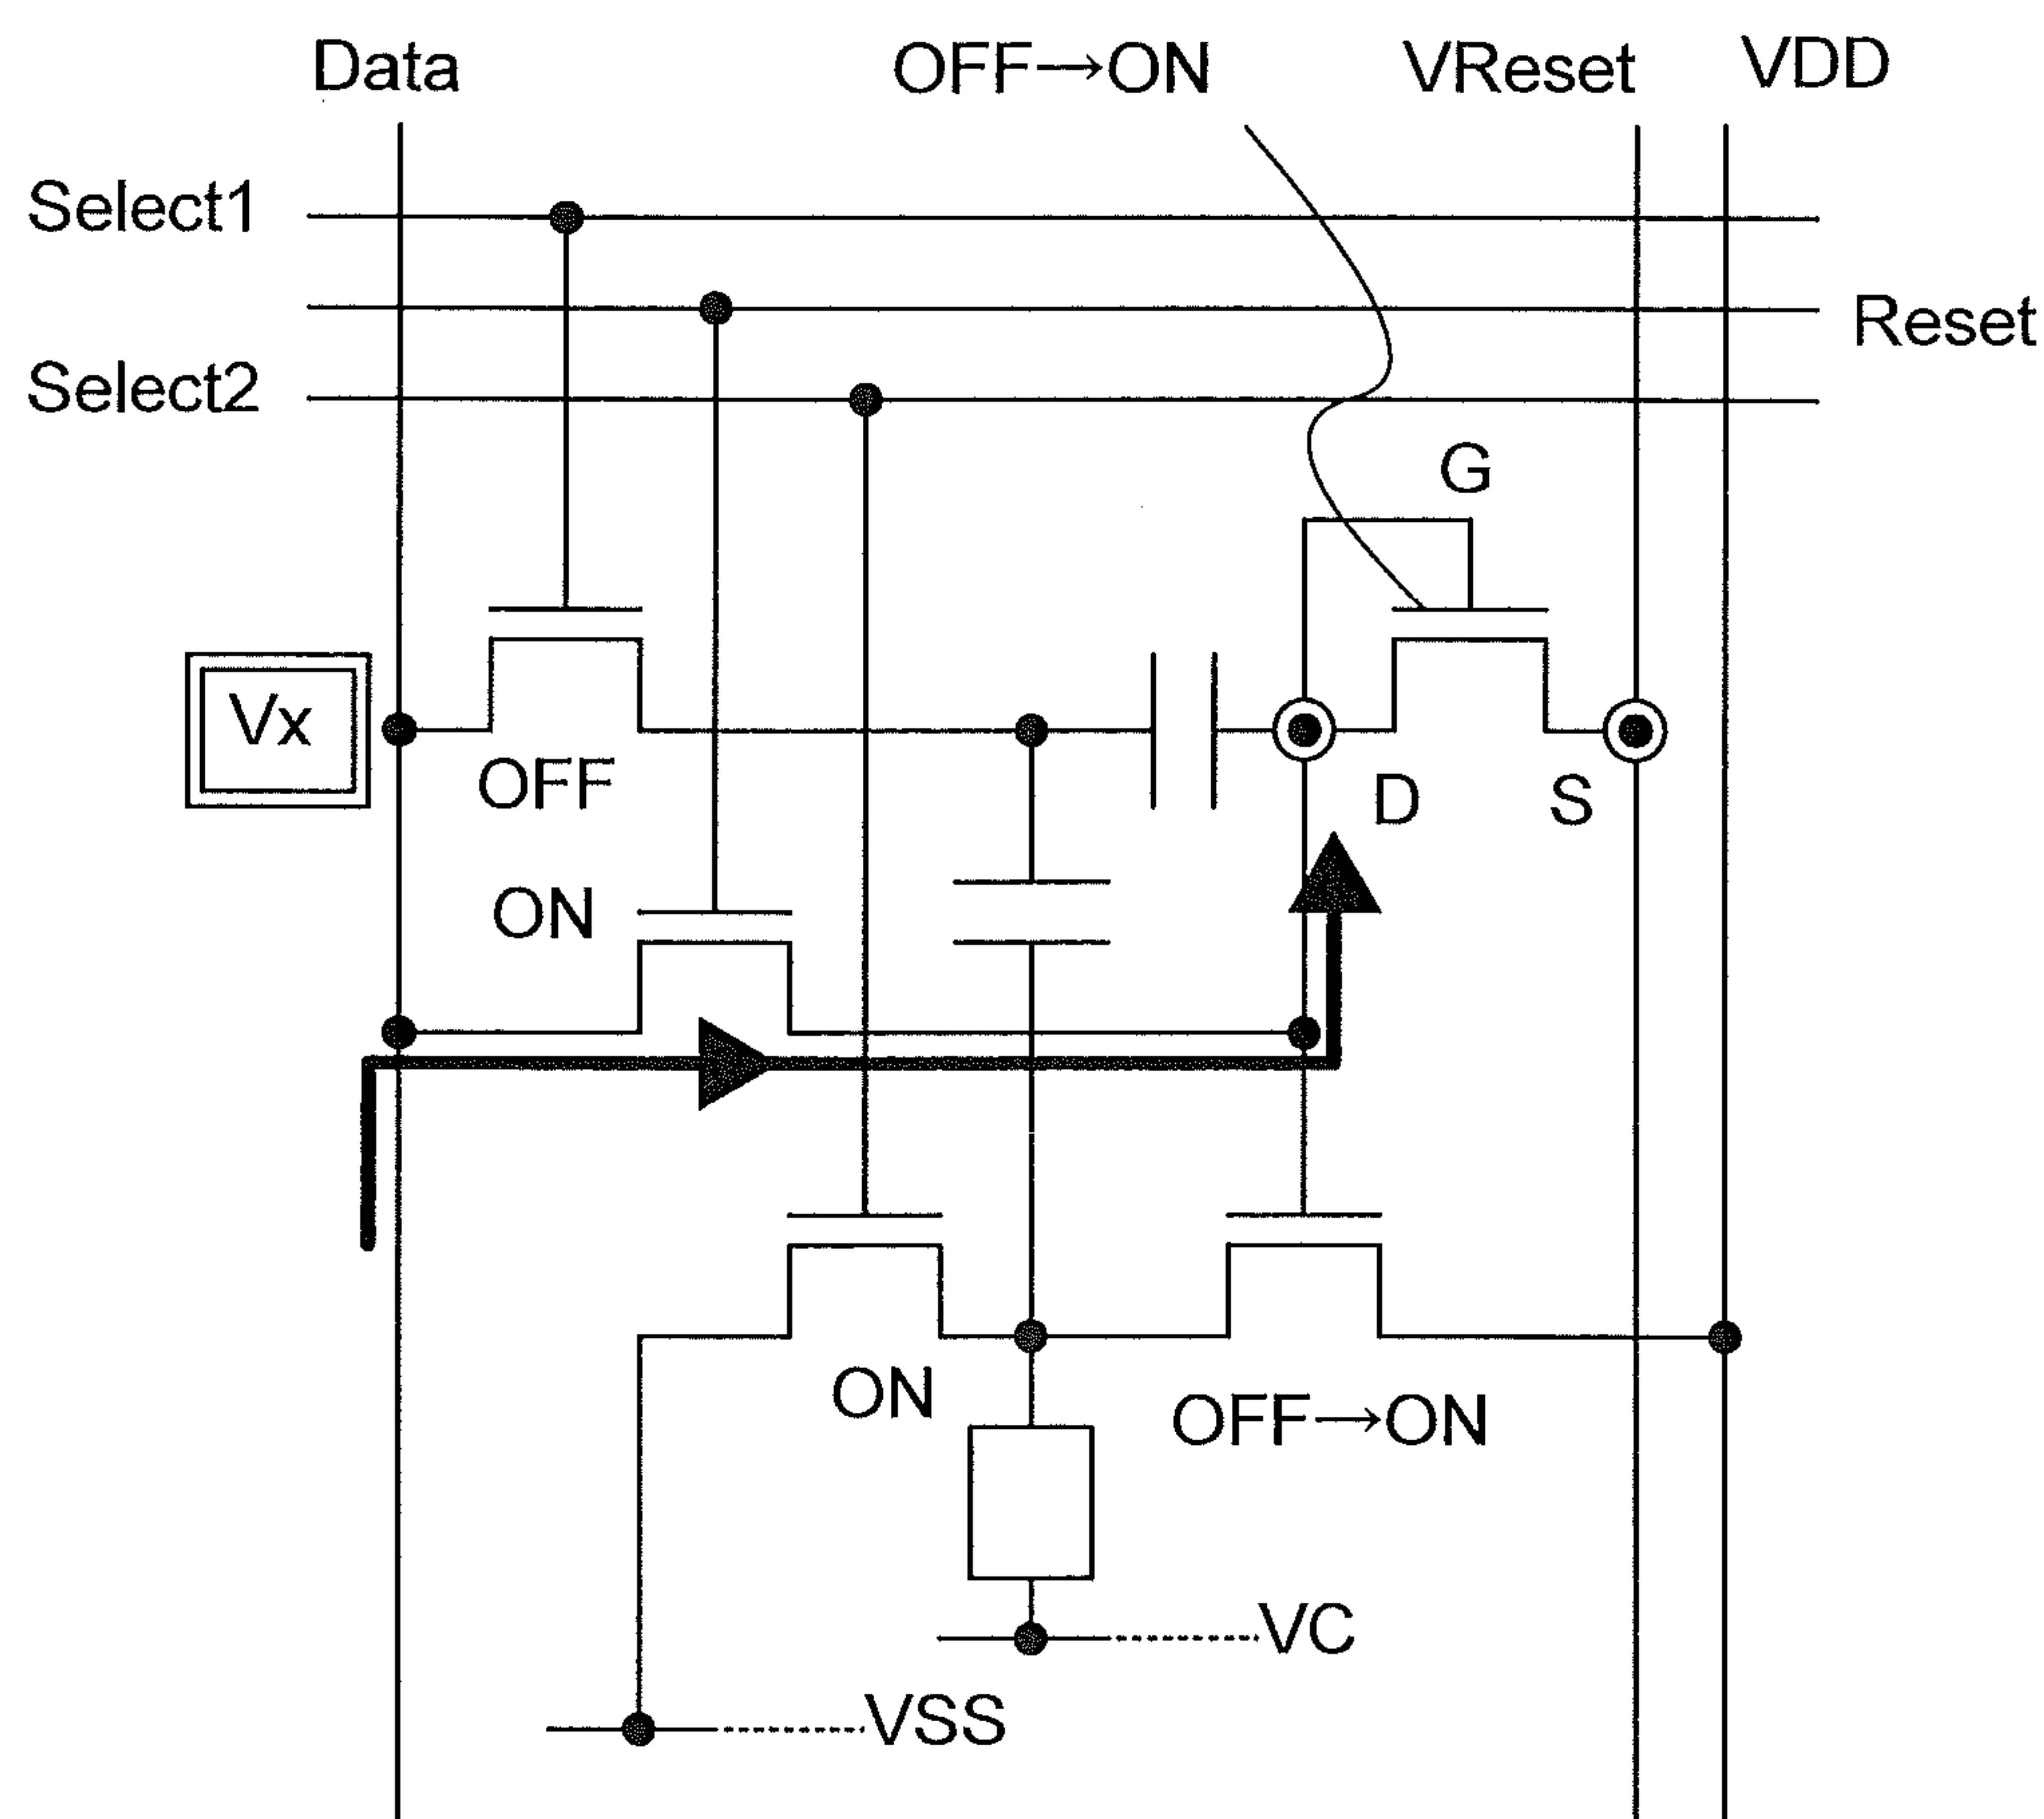 Data
OFF→ON
VReset
VDD
Select1
Reset
Select2
G
Vx
OFF
D
S
ON
ON
OFF→ON
VC
VSS